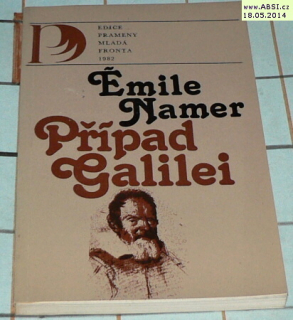 www.ABSI.cz
18.05.2014
EDICE
PRAMENY
MLADÁ
FRONTA
1982
Émile
Namer
Případ
Galilei